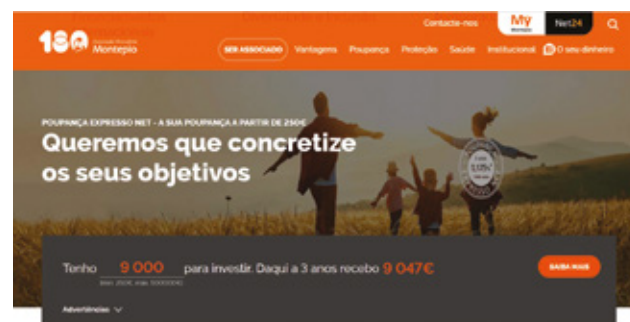 Contacte-nos
My
Montepio
Net24
180
Montepio
SER ASSOCIADO
Vantagens
Poupança
Proteção
Saúde
Institucional
O seu dinheiro
POUPANÇA EXPRESSO NET - A SUA POUPANÇA A PARTIR DE 250€
Queremos que concretize
os seus objetivos
Tenho 9 000 para investir. Daqui a 3 anos recebo 9 047€
SAIBA MAIS
Advertências